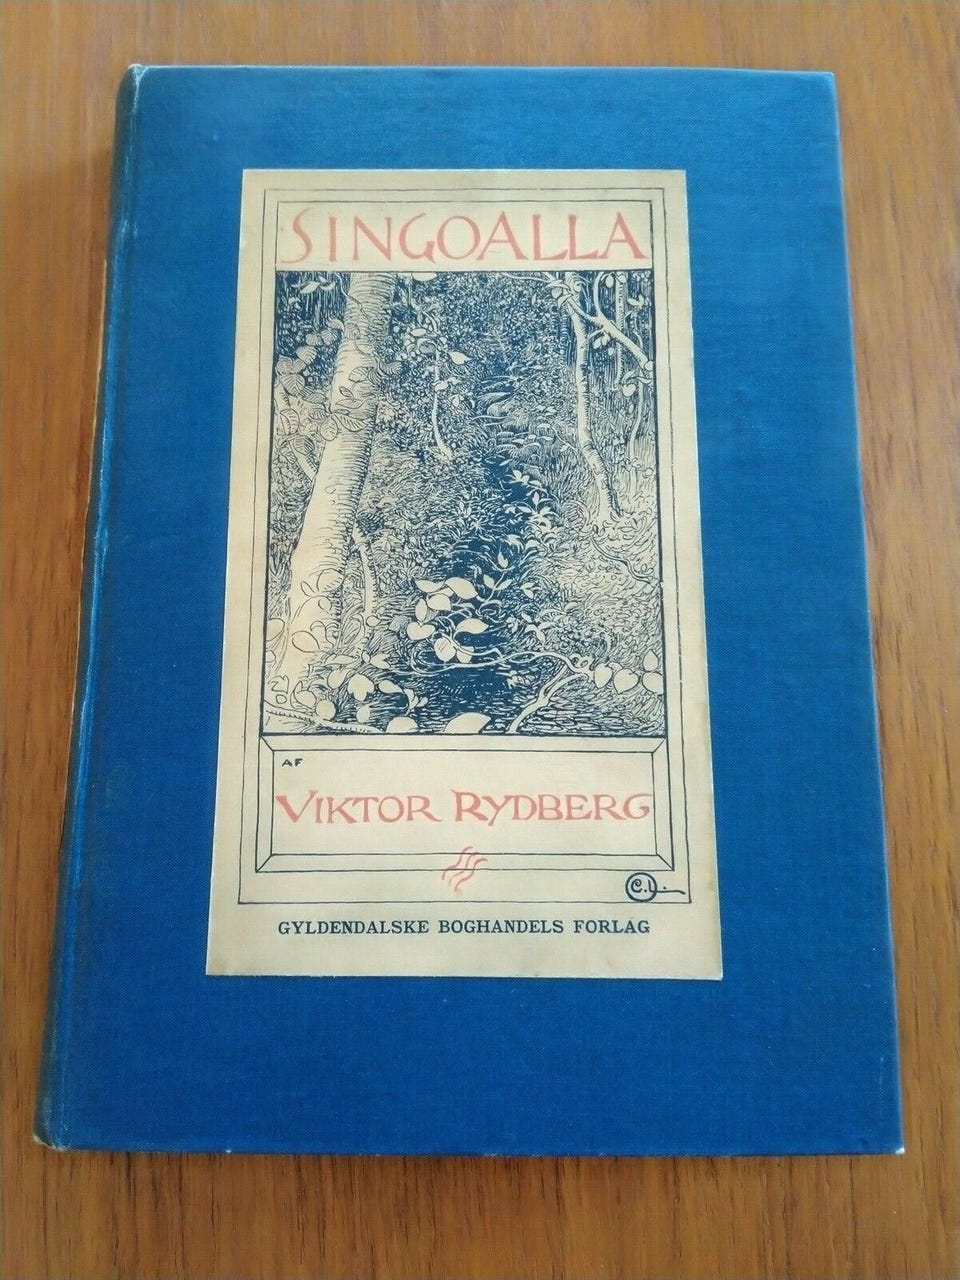 SINGOALLA
AF
VIKTOR RYDBERG
C.L.
GYLDENDALSKE BOGHANDELS FORLAG